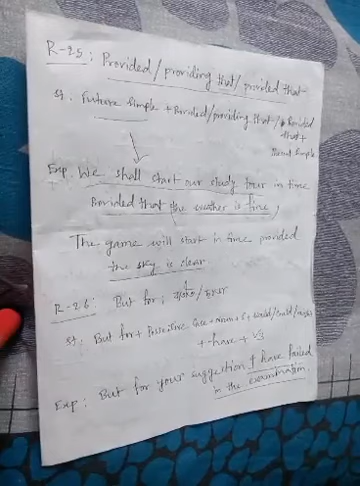 R-25: Provided/providing that/provided that
St: Future Simple + Provided/providing that/Provided
that +
Present Simple
Exp. We shall start our study tour in time
Provided that the weather is fine,
The game will start in time provided
the sky is clear.
R-26: But for;
St: But for + Possessive Case + noun + S + would/could/might
+ have + V3
Exp: But for your suggestion, I have failed
in the examination.